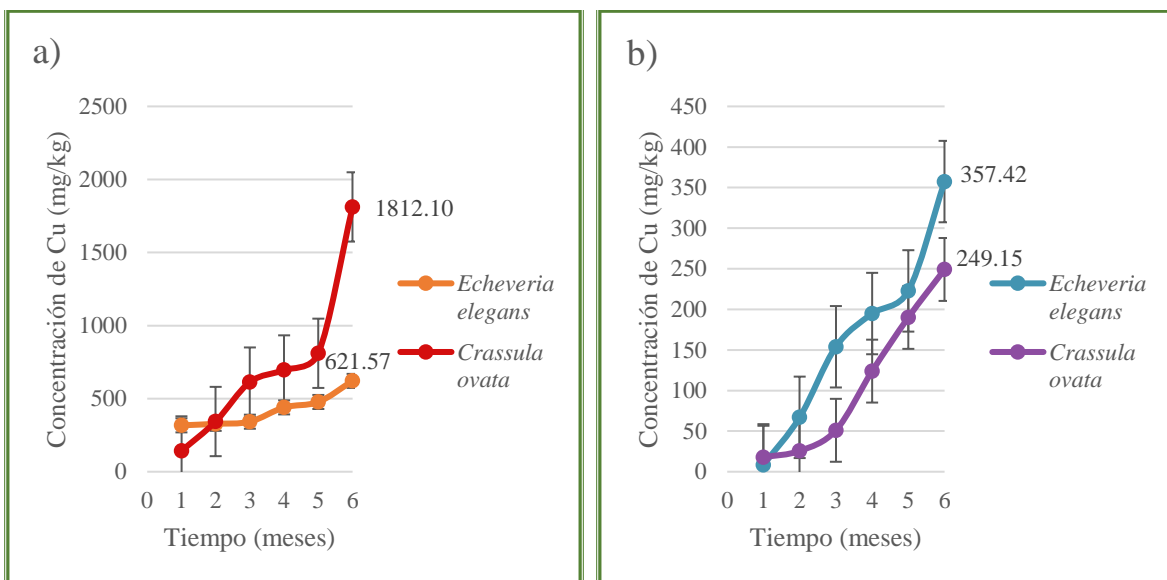 a)
Concentración de Cu (mg/kg)
2500
2000
1500
1000
500
0
0 1 2 3 4 5 6
Tiempo (meses)
1812.10
621.57
Echeveria
elegans
Crassula
ovata
b)
Concentración de Cu (mg/kg)
450
400
350
300
250
200
150
100
50
0
0 1 2 3 4 5 6
Tiempo (meses)
357.42
249.15
Echeveria
elegans
Crassula
ovata